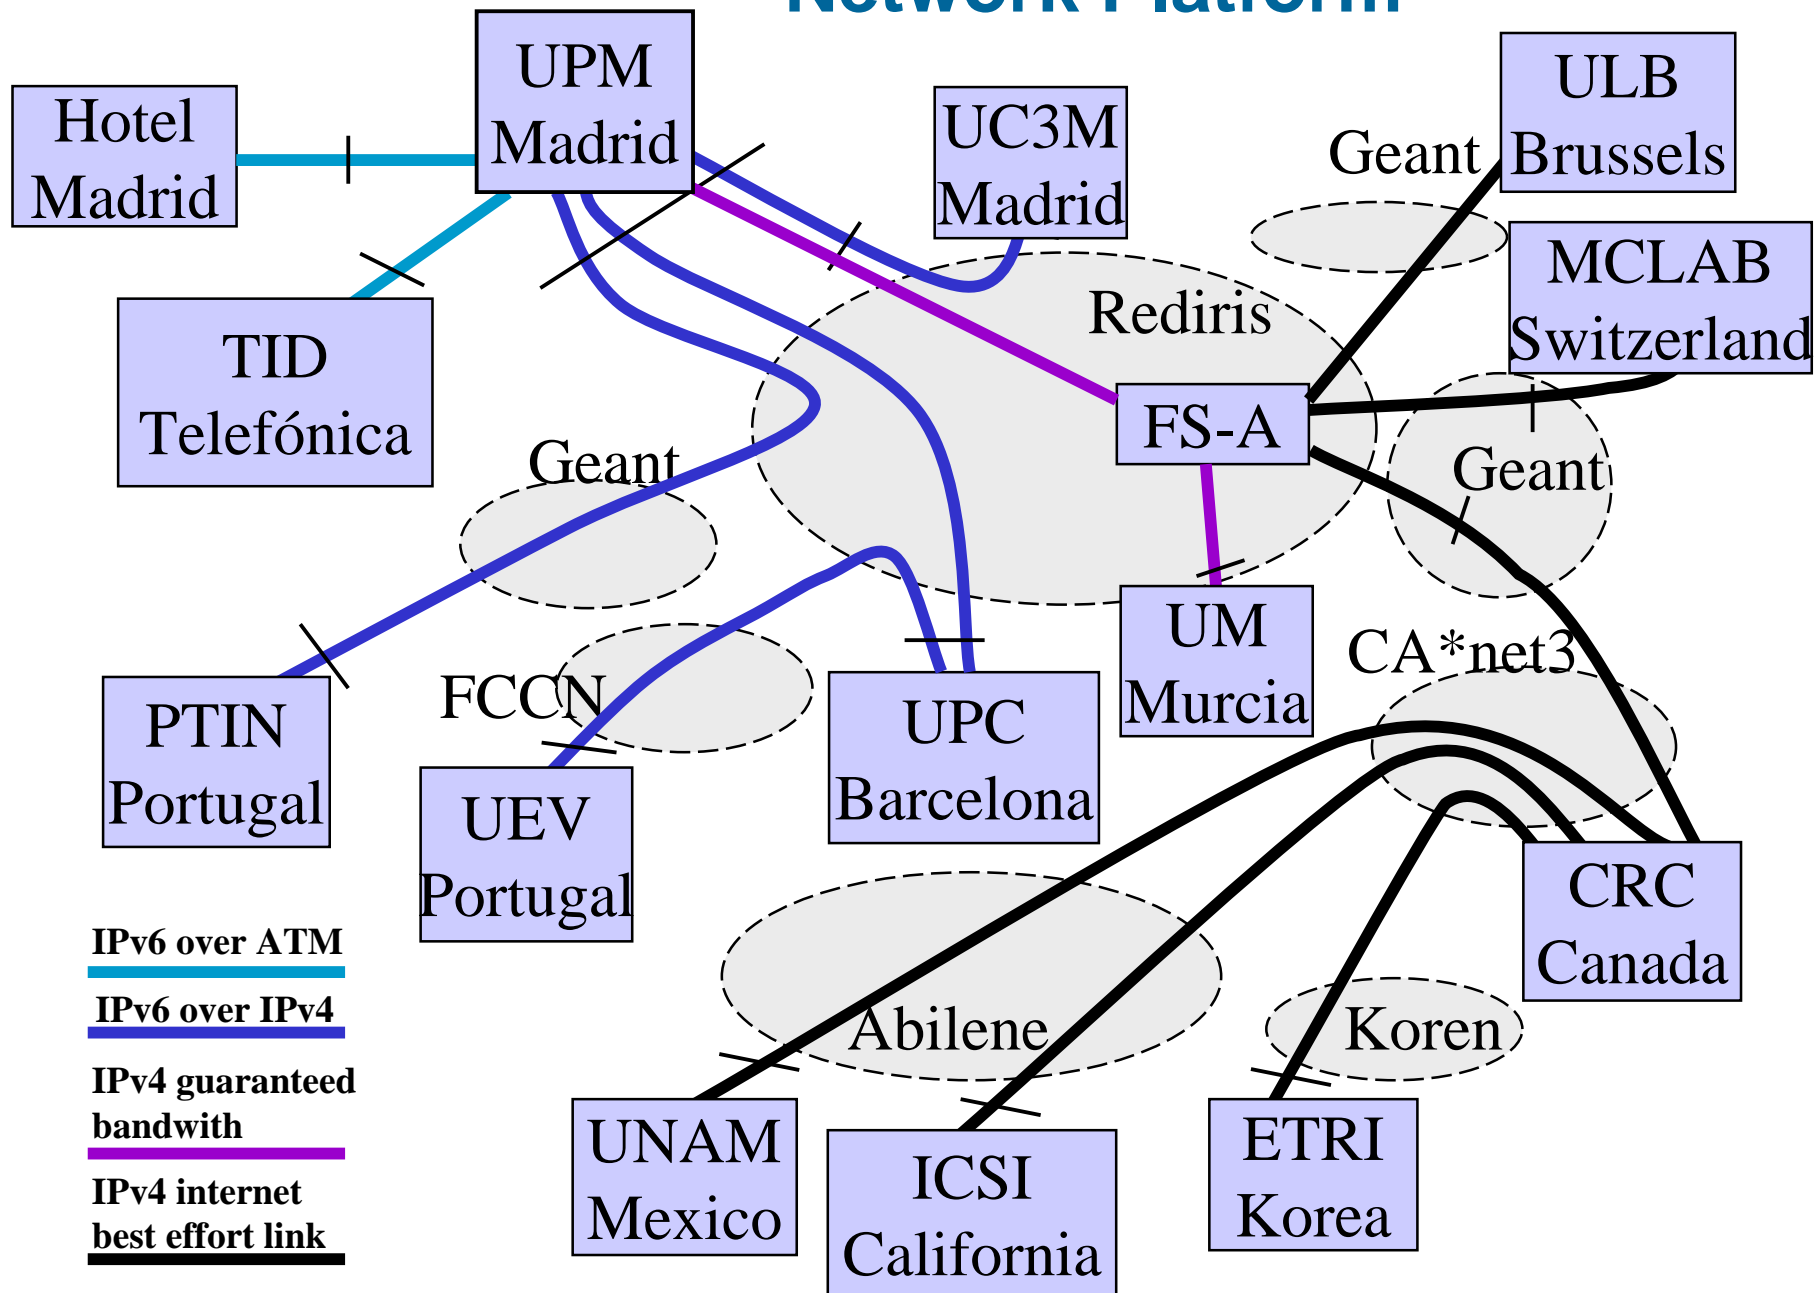 Network Platform
UPM
Madrid
Hotel
Madrid
UC3M
Madrid
ULB
Brussels
Geant
MCLAB
Switzerland
Rediris
TID
Telefónica
FS-A
Geant
Geant
UM
Murcia
CA*net3
FCCN
PTIN
Portugal
UPC
Barcelona
UEV
Portugal
CRC
Canada
IPv6 over ATM
IPv6 over IPv4
IPv4 guaranteed
bandwith
IPv4 internet
best effort link
Abilene
Koren
UNAM
Mexico
ICSI
California
ETRI
Korea